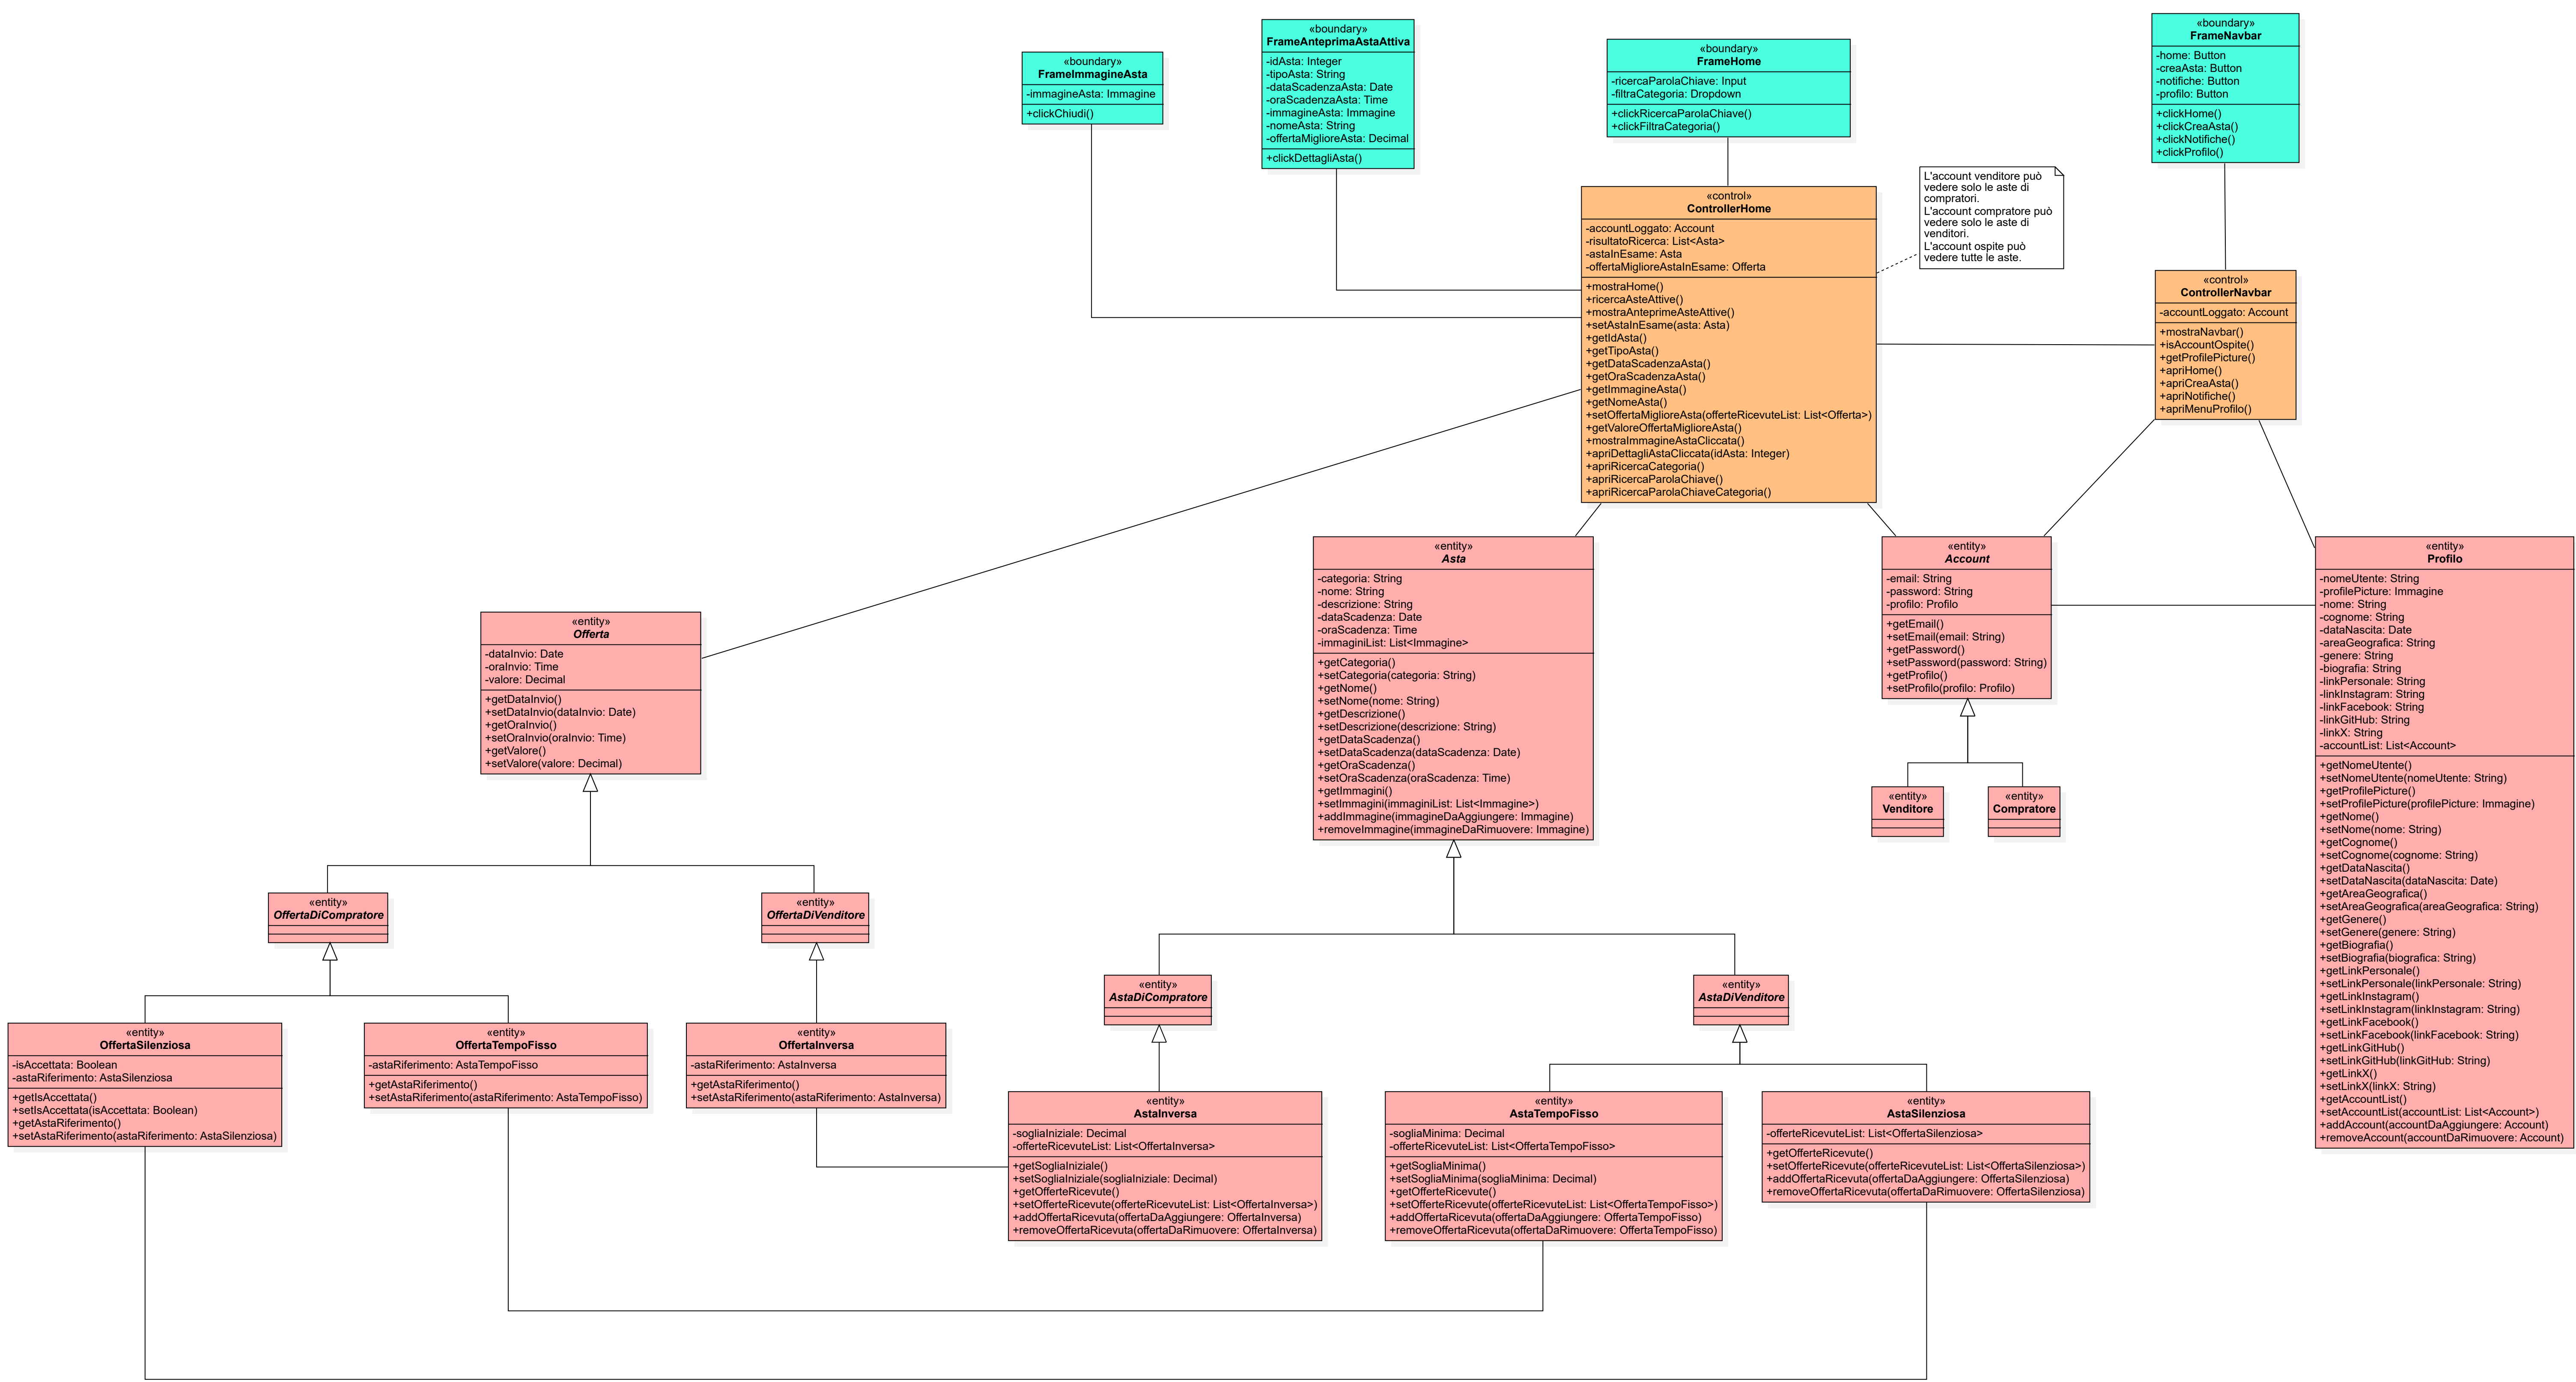 «boundary»
FrameImmagineAsta
-immagineAsta: Immagine
+clickChiudi()
«boundary»
FrameAnteprimaAstaAttiva
-idAsta: Integer
-tipoAsta: String
-dataScadenzaAsta: Date
-oraScadenzaAsta: Time
-immagineAsta: Immagine
-nomeAsta: String
-offertaMiglioreAsta: Decimal
+clickDettagliAsta()
«boundary»
FrameHome
-ricercaParolaChiave: Input
-filtraCategoria: Dropdown
+clickRicercaParolaChiave()
+clickFiltraCategoria()
«boundary»
FrameNavbar
-home: Button
-creaAsta: Button
-notifiche: Button
-profilo: Button
+clickHome()
+clickCreaAsta()
+clickNotifiche()
+clickProfilo()
L'account venditore può
vedere solo le aste di
compratori.
L'account compratore può
vedere solo le aste di
venditori.
L'account ospite può
vedere tutte le aste.
«control»
ControllerHome
-accountLoggato: Account
-risultatoRicerca: List<Asta>
-astaInEsame: Asta
-offertaMiglioreAstaInEsame: Offerta
+mostraHome()
+ricercaAsteAttive()
+mostraAnteprimeAsteAttive()
+setAstaInEsame(asta: Asta)
+getIdAsta()
+getTipoAsta()
+getDataScadenzaAsta()
+getOraScadenzaAsta()
+getImmagineAsta()
+getNomeAsta()
+setOffertaMiglioreAsta(offerteRicevuteList: List<Offerta>)
+getValoreOffertaMiglioreAsta()
+mostraImmagineAstaCliccata()
+apriDettagliAstaCliccata(idAsta: Integer)
+apriRicercaCategoria()
+apriRicercaParolaChiave()
+apriRicercaParolaChiaveCategoria()
«control»
ControllerNavbar
-accountLoggato: Account
+mostraNavbar()
+isAccountOspite()
+getProfilePicture()
+apriHome()
+apriCreaAsta()
+apriNotifiche()
+apriMenuProfilo()
«entity»
Offerta
-dataInvio: Date
-oraInvio: Time
-valore: Decimal
+getDataInvio()
+setDataInvio(dataInvio: Date)
+getOraInvio()
+setOraInvio(oraInvio: Time)
+getValore()
+setValore(valore: Decimal)
«entity»
Asta
-categoria: String
-nome: String
-descrizione: String
-dataScadenza: Date
-oraScadenza: Time
-immaginiList: List<Immagine>
+getCategoria()
+setCategoria(categoria: String)
+getNome()
+setNome(nome: String)
+getDescrizione()
+setDescrizione(descrizione: String)
+getDataScadenza()
+setDataScadenza(dataScadenza: Date)
+getOraScadenza()
+setOraScadenza(oraScadenza: Time)
+getImmagini()
+setImmagini(immaginiList: List<Immagine>)
+addImmagine(immagineDaAggiungere: Immagine)
+removeImmagine(immagineDaRimuovere: Immagine)
«entity»
Account
-email: String
-password: String
-profilo: Profilo
+getEmail()
+setEmail(email: String)
+getPassword()
+setPassword(password: String)
+getProfilo()
+setProfilo(profilo: Profilo)
«entity»
Profilo
-nomeUtente: String
-profilePicture: Immagine
-nome: String
-cognome: String
-dataNascita: Date
-areaGeografica: String
-genere: String
-biografia: String
-linkPersonale: String
-linkInstagram: String
-linkFacebook: String
-linkGitHub: String
-linkX: String
-accountList: List<Account>
+getNomeUtente()
+setNomeUtente(nomeUtente: String)
+getProfilePicture()
+setProfilePicture(profilePicture: Immagine)
+getNome()
+setNome(nome: String)
+getCognome()
+setCognome(cognome: String)
+getDataNascita()
+setDataNascita(dataNascita: Date)
+getAreaGeografica()
+setAreaGeografica(areaGeografica: String)
+getGenere()
+setGenere(genere: String)
+getBiografia()
+setBiografia(biografica: String)
+getLinkPersonale()
+setLinkPersonale(linkPersonale: String)
+getLinkInstagram()
+setLinkInstagram(linkInstagram: String)
+getLinkFacebook()
+setLinkFacebook(linkFacebook: String)
+getLinkGitHub()
+setLinkGitHub(linkGitHub: String)
+getLinkX()
+setLinkX(linkX: String)
+getAccountList()
+setAccountList(accountList: List<Account>)
+addAccount(accountDaAggiungere: Account)
+removeAccount(accountDaRimuovere: Account)
«entity»
Venditore
«entity»
Compratore
«entity»
OffertaDiCompratore
«entity»
OffertaDiVenditore
«entity»
AstaDiCompratore
«entity»
AstaDiVenditore
«entity»
OffertaSilenziosa
-isAccettata: Boolean
-astaRiferimento: AstaSilenziosa
+getIsAccettata()
+setIsAccettata(isAccettata: Boolean)
+getAstaRiferimento()
+setAstaRiferimento(astaRiferimento: AstaSilenziosa)
«entity»
OffertaTempoFisso
-astaRiferimento: AstaTempoFisso
+getAstaRiferimento()
+setAstaRiferimento(astaRiferimento: AstaTempoFisso)
«entity»
OffertaInversa
-astaRiferimento: AstaInversa
+getAstaRiferimento()
+setAstaRiferimento(astaRiferimento: AstaInversa)
«entity»
AstaInversa
-sogliaIniziale: Decimal
-offerteRicevuteList: List<OffertaInversa>
+getSogliaIniziale()
+setSogliaIniziale(sogliaIniziale: Decimal)
+getOfferteRicevute()
+setOfferteRicevute(offerteRicevuteList: List<OffertaInversa>)
+addOffertaRicevuta(offertaDaAggiungere: OffertaInversa)
+removeOffertaRicevuta(offertaDaRimuovere: OffertaInversa)
«entity»
AstaTempoFisso
-sogliaMinima: Decimal
-offerteRicevuteList: List<OffertaTempoFisso>
+getSogliaMinima()
+setSogliaMinima(sogliaMinima: Decimal)
+getOfferteRicevute()
+setOfferteRicevute(offerteRicevuteList: List<OffertaTempoFisso>)
+addOffertaRicevuta(offertaDaAggiungere: OffertaTempoFisso)
+removeOffertaRicevuta(offertaDaRimuovere: OffertaTempoFisso)
«entity»
AstaSilenziosa
-offerteRicevuteList: List<OffertaSilenziosa>
+getOfferteRicevute()
+setOfferteRicevute(offerteRicevuteList: List<OffertaSilenziosa>)
+addOffertaRicevuta(offertaDaAggiungere: OffertaSilenziosa)
+removeOffertaRicevuta(offertaDaRimuovere: OffertaSilenziosa)